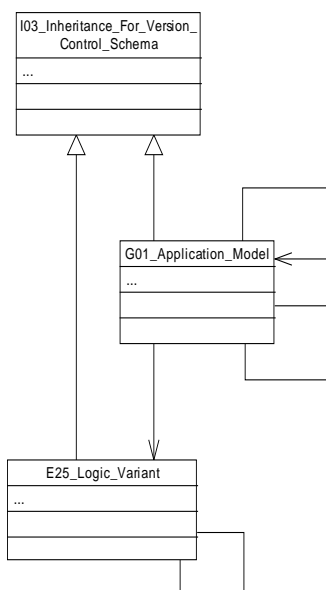 I03_Inheritance_For_Version_
Control_Schema
...
G01_Application_Model
...
E25_Logic_Variant
...